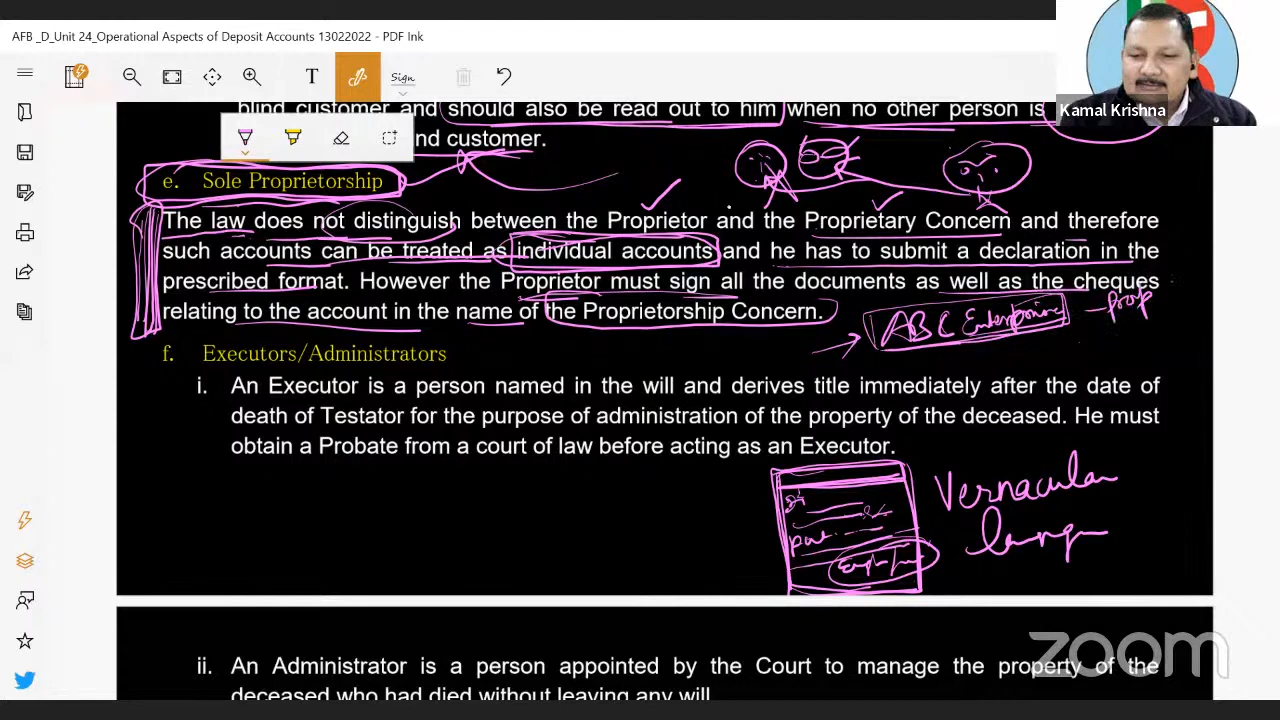 AFB _D_Unit 24_Operational Aspects of Deposit Accounts 13022022 - PDF Ink
T
Sign
Kamal Krishna
blind customer and should also be read out to him when no other person is
nd customer.
e. Sole Proprietorship
The law does not distinguish between the Proprietor and the Proprietary Concern and therefore
such accounts can be treated as individual accounts and he has to submit a declaration in the
prescribed format. However the Proprietor must sign all the documents as well as the cheques
relating to the account in the name of the Proprietorship Concern.
ABC Enterprise
Prop
f. Executors/Administrators
i. An Executor is a person named in the will and derives title immediately after the date of
death of Testator for the purpose of administration of the property of the deceased. He must
obtain a Probate from a court of law before acting as an Executor.
Vernacular
ii. An Administrator is a person appointed by the Court to manage the property of the
deceased who had died without leaving any will
zoom